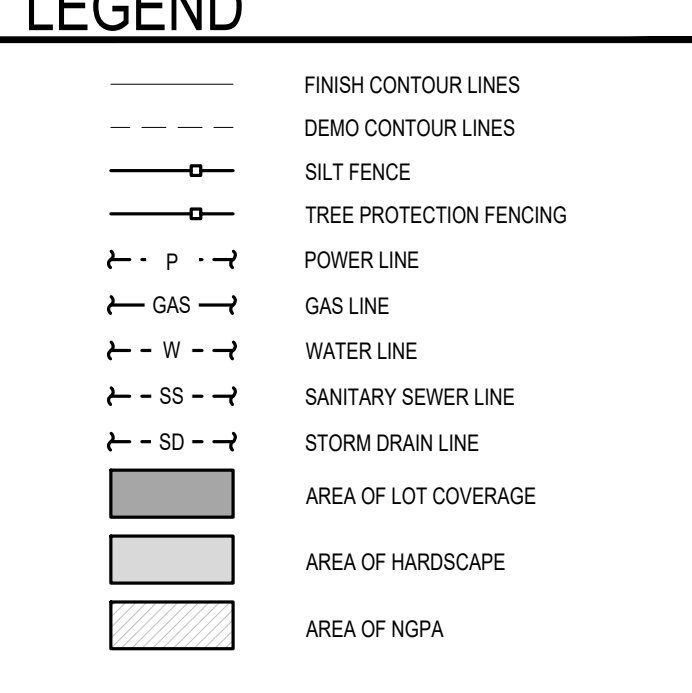 LEGEND
FINISH CONTOUR LINES
DEMO CONTOUR LINES
SILT FENCE
TREE PROTECTION FENCING
P POWER LINE
GAS GAS LINE
W WATER LINE
SS SANITARY SEWER LINE
SD STORM DRAIN LINE
AREA OF LOT COVERAGE
AREA OF HARDSCAPE
AREA OF NGPA